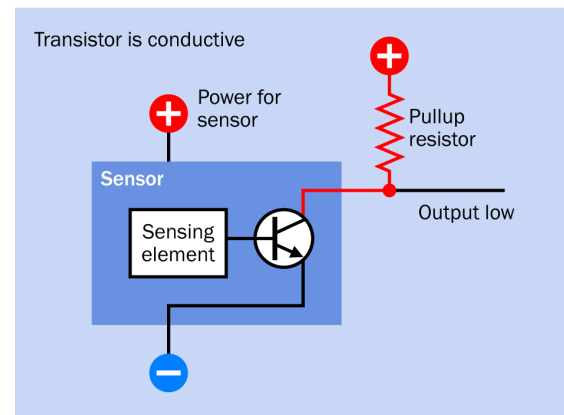 Transistor is conductive
+
Power for
sensor
+
Pullup
resistor
Sensor
Output low
Sensing
element
−